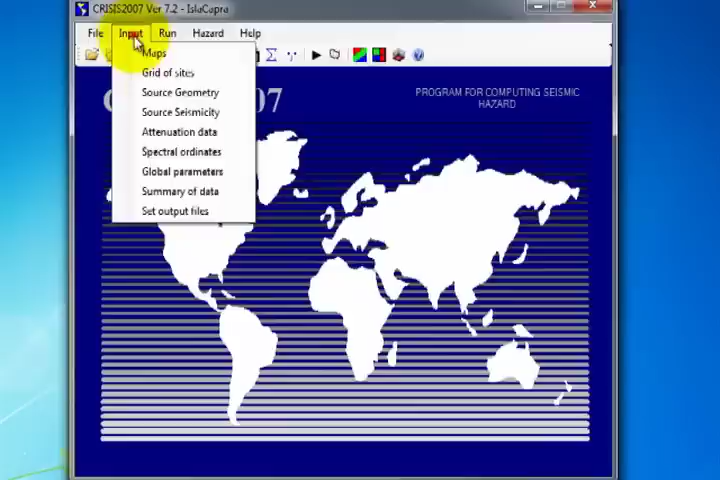 CRISIS2007 Ver 7.2 - IslaCapra
File Input Run Hazard Help
Maps
Grid of sites
Source Geometry
Source Seismicity
Attenuation data
Spectral ordinates
Global parameters
Summary of data
Set output files
07
PROGRAM FOR COMPUTING SEISMIC
HAZARD